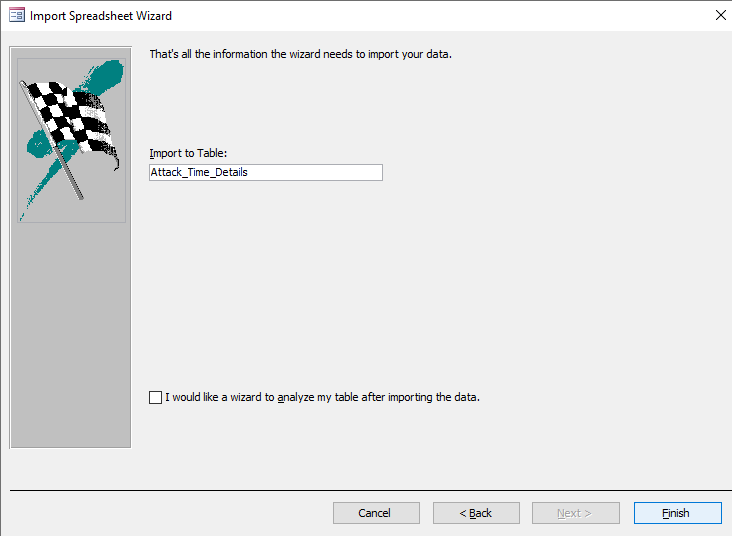 Import Spreadsheet Wizard
That's all the information the wizard needs to import your data.
Import to Table:
Attack_Time_Details
I would like a wizard to analyze my table after importing the data.
Cancel
< Back
Next >
Finish